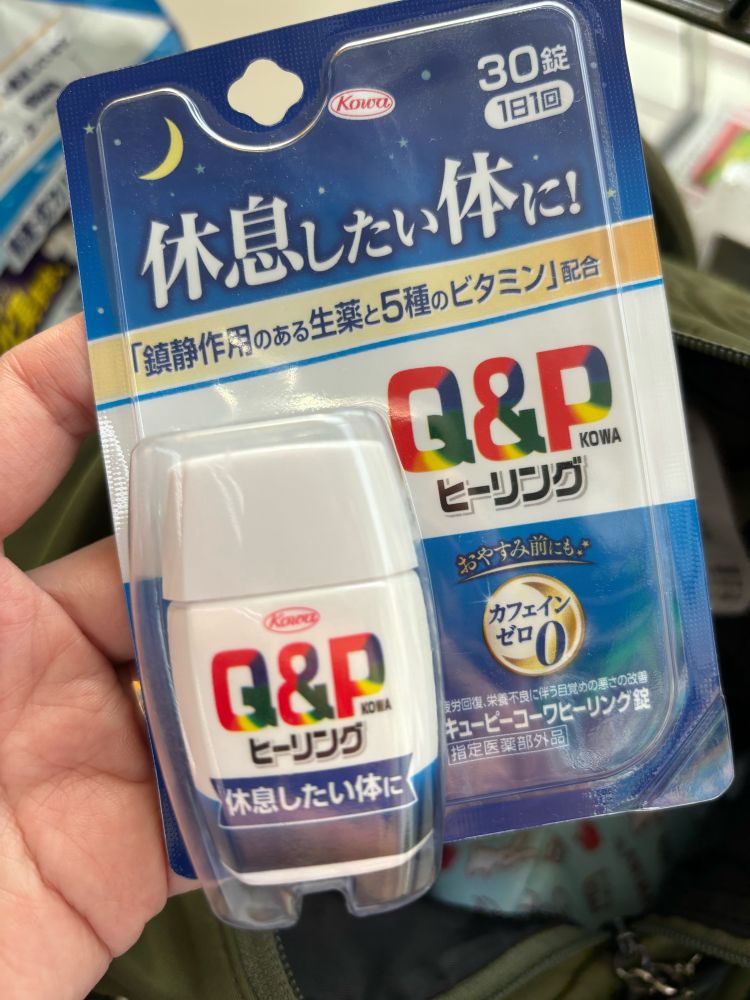 Kowa
30錠
1日1回
休息したい体に!
「鎮静作用のある生薬と5種のビタミン」配合
Q&P
KOWA
ヒーリング
おやすみ前にも
カフェイン
ゼロ0
疲労回復、栄養不良に伴う目覚めの悪さの改善
キューピーコーワヒーリング錠
指定医薬部外品
Kowa
Q&P
KOWA
ヒーリング
休息したい体に